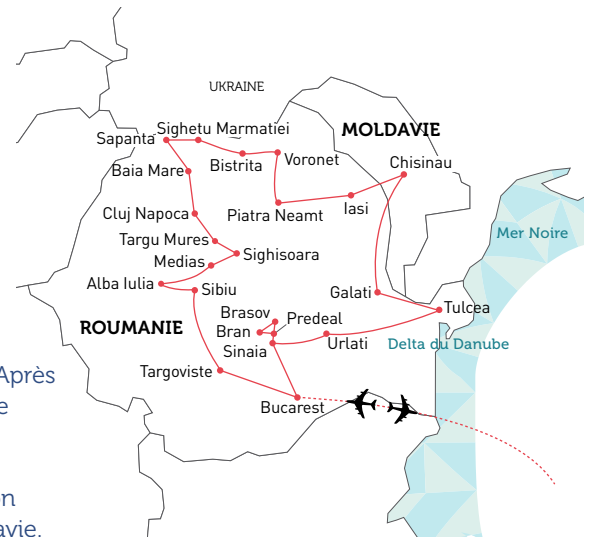 UKRAINE
Sighetu Marmatiei
MOLDAVIE
Sapanta
Voronet
Chisinau
Bistrita
Baia Mare
Iasi
Cluj Napoca
Piatra Neamt
Targu Mures
Mer Noire
Sighisoara
Medias
Alba Iulia
Sibiu
Galati
Tulcea
Brasov
Predeal
ROUMANIE
Bran
Urlati
Delta du Danube
Sinaia
Targoviste
Après
Bucarest